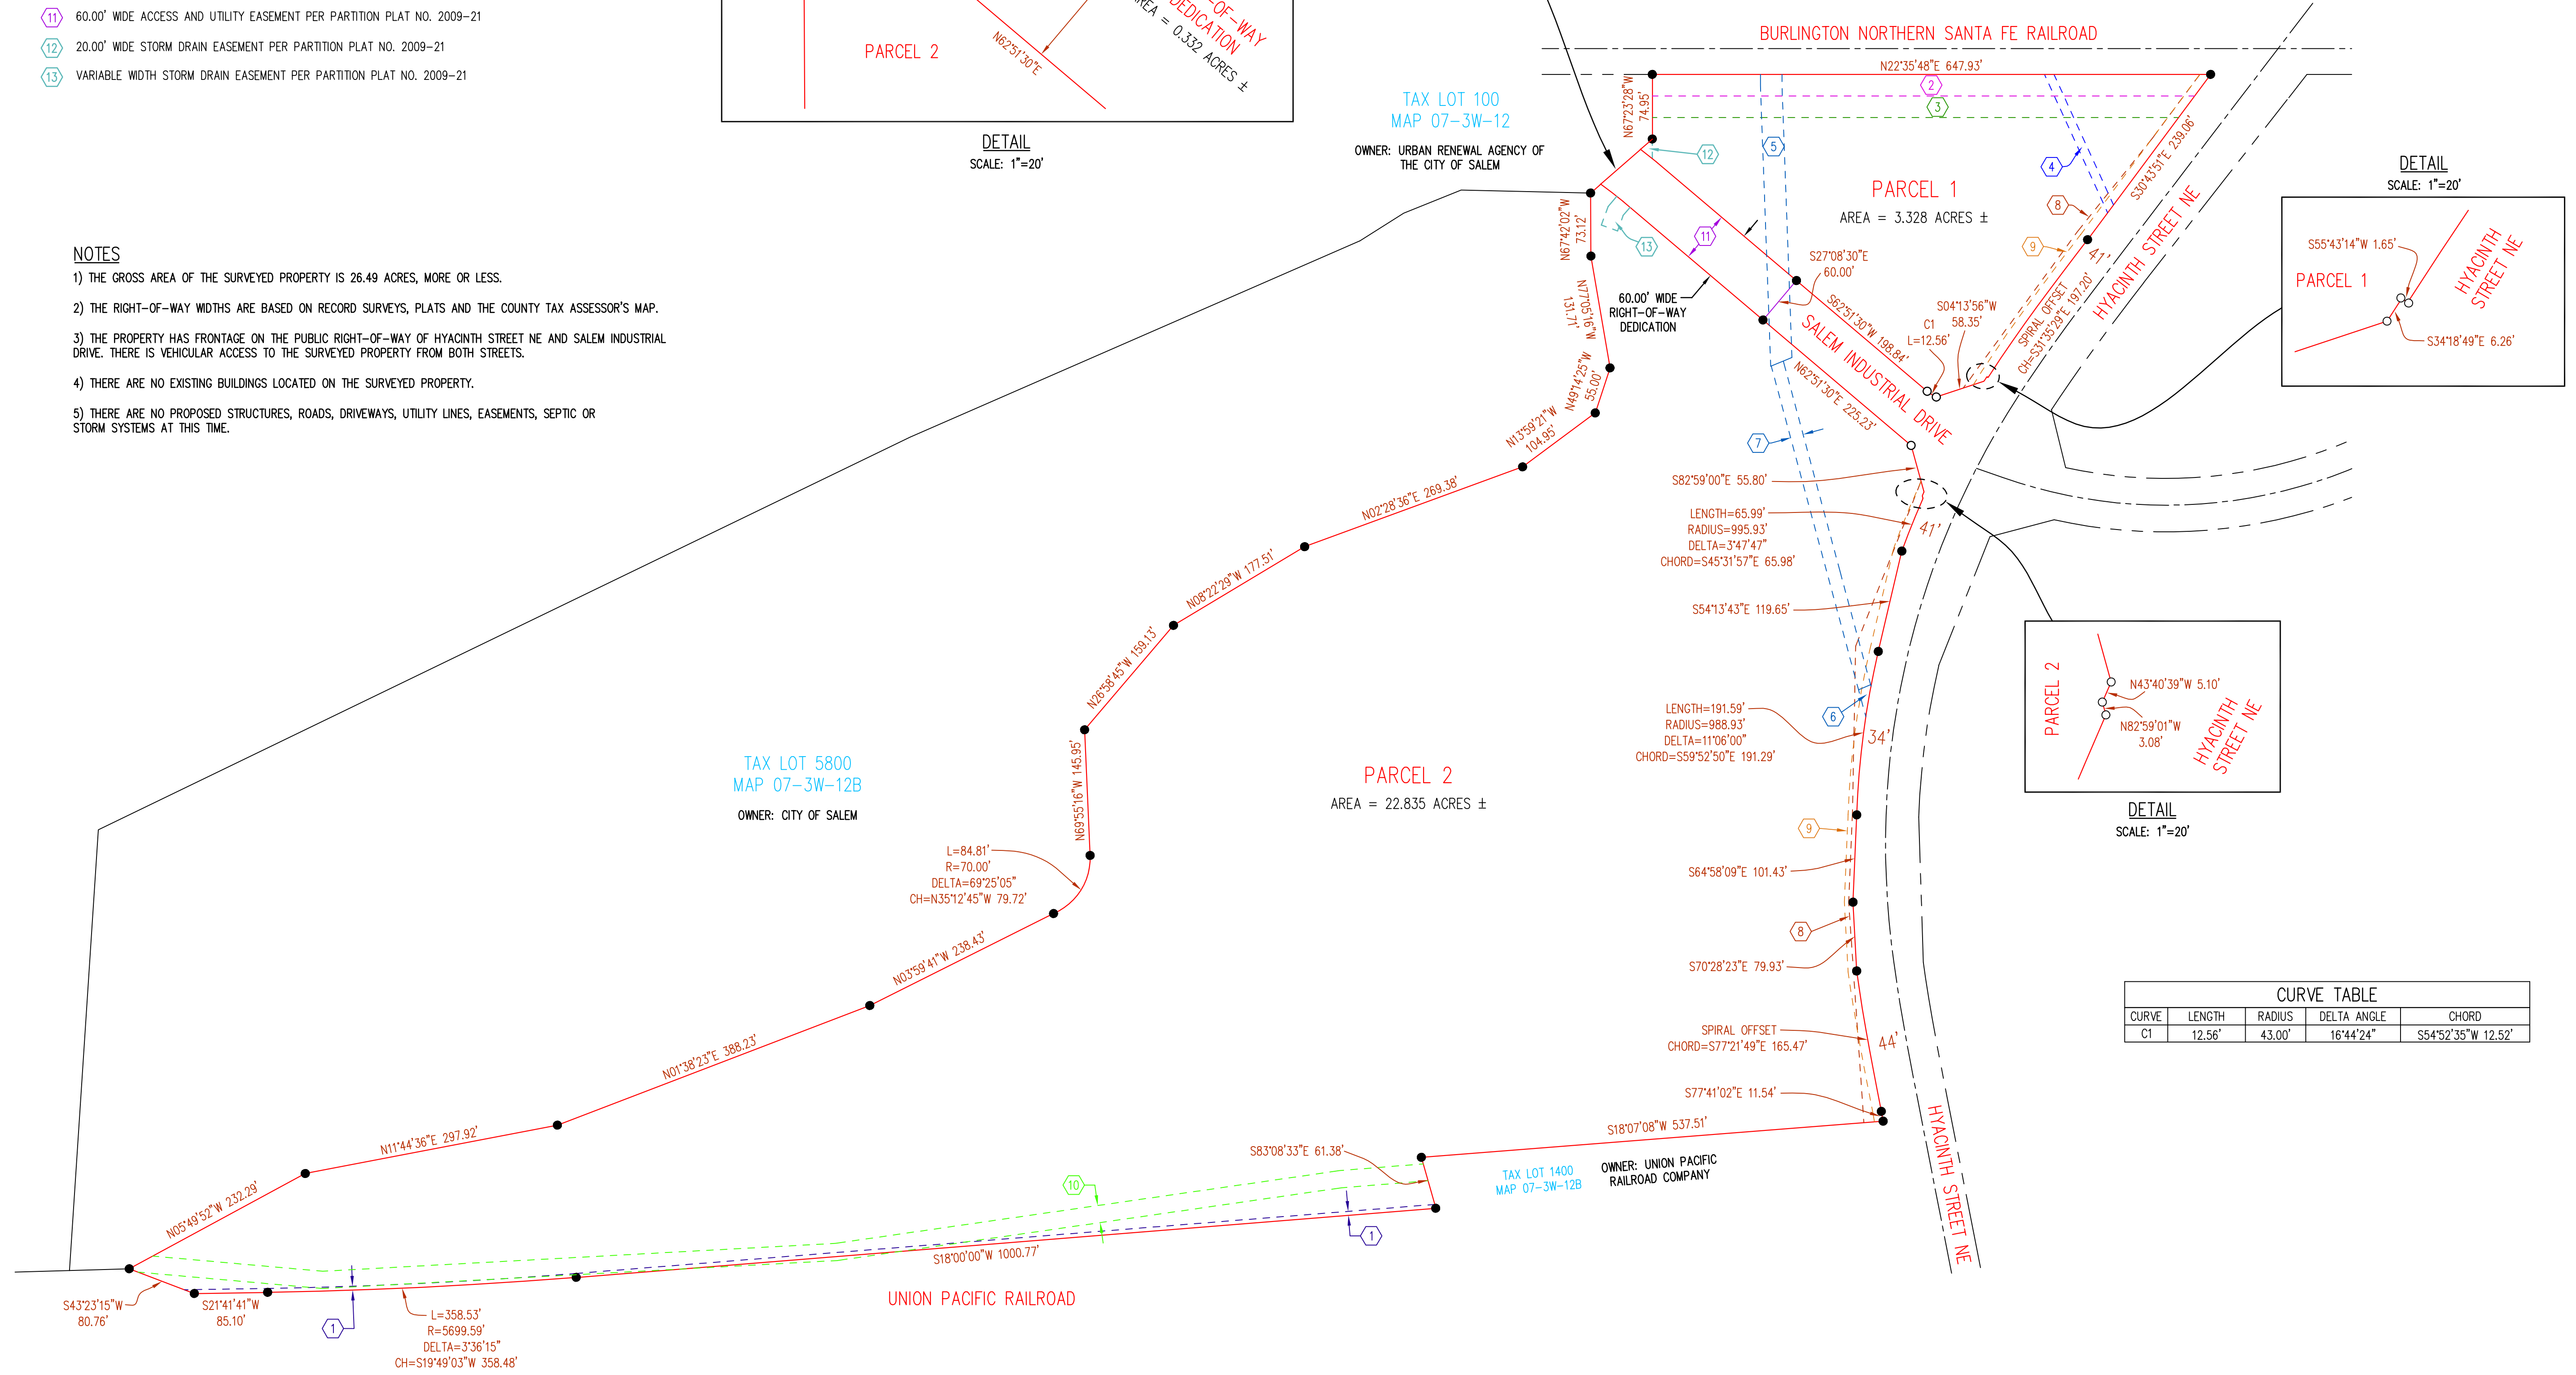 11 60.00' WIDE ACCESS AND UTILITY EASEMENT PER PARTITION PLAT NO. 2009-21
12 20.00' WIDE STORM DRAIN EASEMENT PER PARTITION PLAT NO. 2009-21
13 VARIABLE WIDTH STORM DRAIN EASEMENT PER PARTITION PLAT NO. 2009-21
PARCEL 2
N62°51'30"E
OF-WAY
DEDICATION
AREA = 0.332 ACRES ±
DETAIL
SCALE: 1"=20'
NOTES
1) THE GROSS AREA OF THE SURVEYED PROPERTY IS 26.49 ACRES, MORE OR LESS.
2) THE RIGHT-OF-WAY WIDTHS ARE BASED ON RECORD SURVEYS, PLATS AND THE COUNTY TAX ASSESSOR'S MAP.
3) THE PROPERTY HAS FRONTAGE ON THE PUBLIC RIGHT-OF-WAY OF HYACINTH STREET NE AND SALEM INDUSTRIAL
DRIVE. THERE IS VEHICULAR ACCESS TO THE SURVEYED PROPERTY FROM BOTH STREETS.
4) THERE ARE NO EXISTING BUILDINGS LOCATED ON THE SURVEYED PROPERTY.
5) THERE ARE NO PROPOSED STRUCTURES, ROADS, DRIVEWAYS, UTILITY LINES, EASEMENTS, SEPTIC OR
STORM SYSTEMS AT THIS TIME.
BURLINGTON NORTHERN SANTA FE RAILROAD
N22°35'48"E 647.93'
2
3
N67°23'28"W
74.95'
TAX LOT 100
MAP 07-3W-12
OWNER: URBAN RENEWAL AGENCY OF
THE CITY OF SALEM
12
5
4
PARCEL 1
AREA = 3.328 ACRES ±
8
9
S30°43'51"E 239.06'
41'
HYACINTH STREET NE
SPIRAL OFFSET
CH=S31°35'29"E 197.20'
N67°42'02"W
73.12'
13
11
S27°08'30"E
60.00'
60.00' WIDE
RIGHT-OF-WAY
DEDICATION
N77°05'16"W
131.71'
S62°51'30"W 198.84'
SALEM INDUSTRIAL DRIVE
N62°51'30"E 225.23'
C1
L=12.56'
S04°13'56"W
58.35'
DETAIL
SCALE: 1"=20'
S55°43'14"W 1.65'
PARCEL 1
HYACINTH
STREET NE
S34°18'49"E 6.26'
N49°14'25"W
55.00'
N13°59'21"W
104.95'
7
S82°59'00"E 55.80'
N02°28'36"E 269.38'
LENGTH=65.99'
RADIUS=995.93'
DELTA=3°47'47"
CHORD=S45°31'57"E 65.98'
41'
N08°22'29"W 177.51'
S54°13'43"E 119.65'
N26°58'45"W 159.13'
LENGTH=191.59'
RADIUS=988.93'
DELTA=11°06'00"
CHORD=S59°52'50"E 191.29'
6
34'
PARCEL 2
N43°40'39"W 5.10'
N82°59'01"W
3.08'
HYACINTH
STREET NE
DETAIL
SCALE: 1"=20'
TAX LOT 5800
MAP 07-3W-12B
OWNER: CITY OF SALEM
N69°55'16"W 145.95'
PARCEL 2
AREA = 22.835 ACRES ±
9
L=84.81'
R=70.00'
DELTA=69°25'05"
CH=N35°12'45"W 79.72'
S64°58'09"E 101.43'
8
S70°28'23"E 79.93'
N03°59'41"W 238.43'
CURVE TABLE
CURVE LENGTH RADIUS DELTA ANGLE CHORD
C1 12.56' 43.00' 16°44'24" S54°52'35"W 12.52'
SPIRAL OFFSET
CHORD=S77°21'49"E 165.47'
44'
N01°38'23"E 388.23'
S77°41'02"E 11.54'
HYACINTH STREET NE
S18°07'08"W 537.51'
N11°44'36"E 297.92'
S83°08'33"E 61.38'
TAX LOT 1400
MAP 07-3W-12B
OWNER: UNION PACIFIC
RAILROAD COMPANY
10
N05°49'52"W 232.29'
1
S18°00'00"W 1000.77'
UNION PACIFIC RAILROAD
S43°23'15"W
80.76'
S21°41'41"W
85.10'
1
L=358.53'
R=5699.59'
DELTA=3°36'15"
CH=S19°49'03"W 358.48'